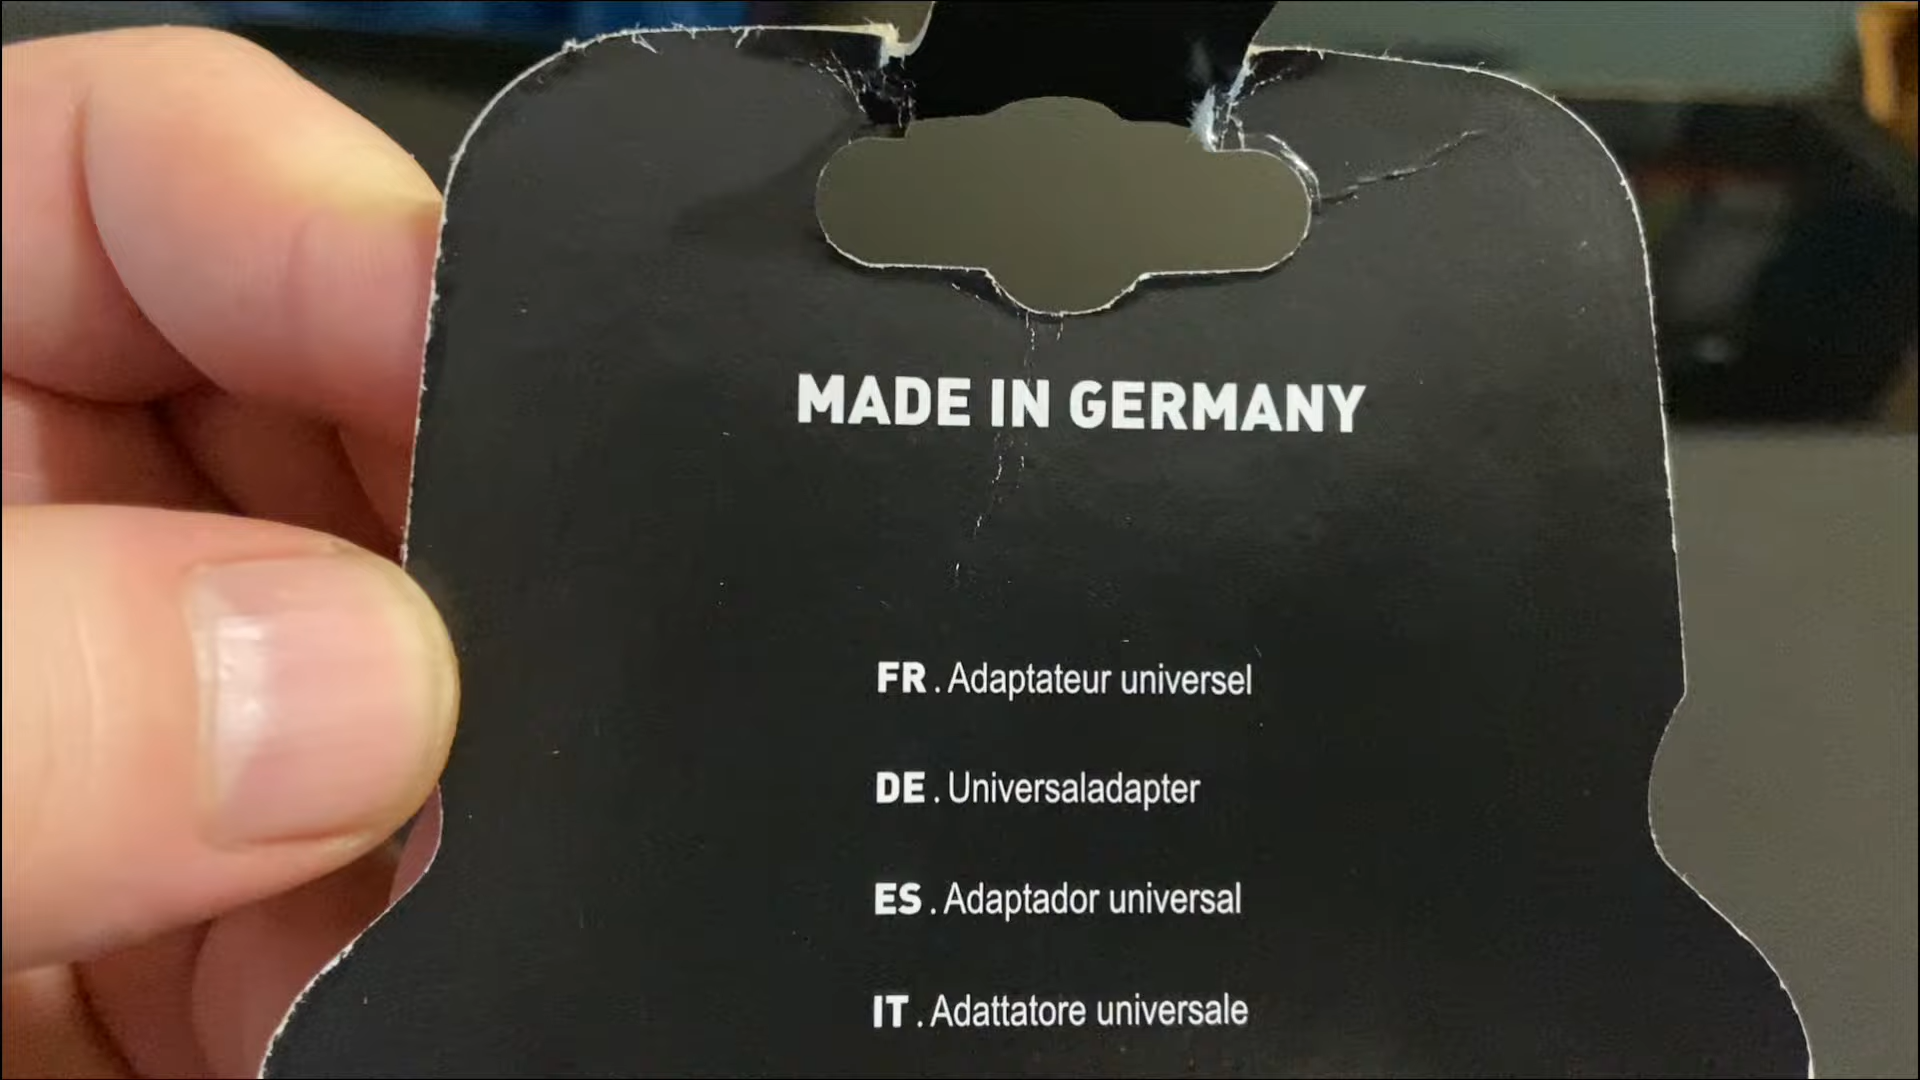 MADE IN GERMANY
FR . Adaptateur universel
DE . Universaladapter
ES . Adaptador universal
IT . Adattatore universale